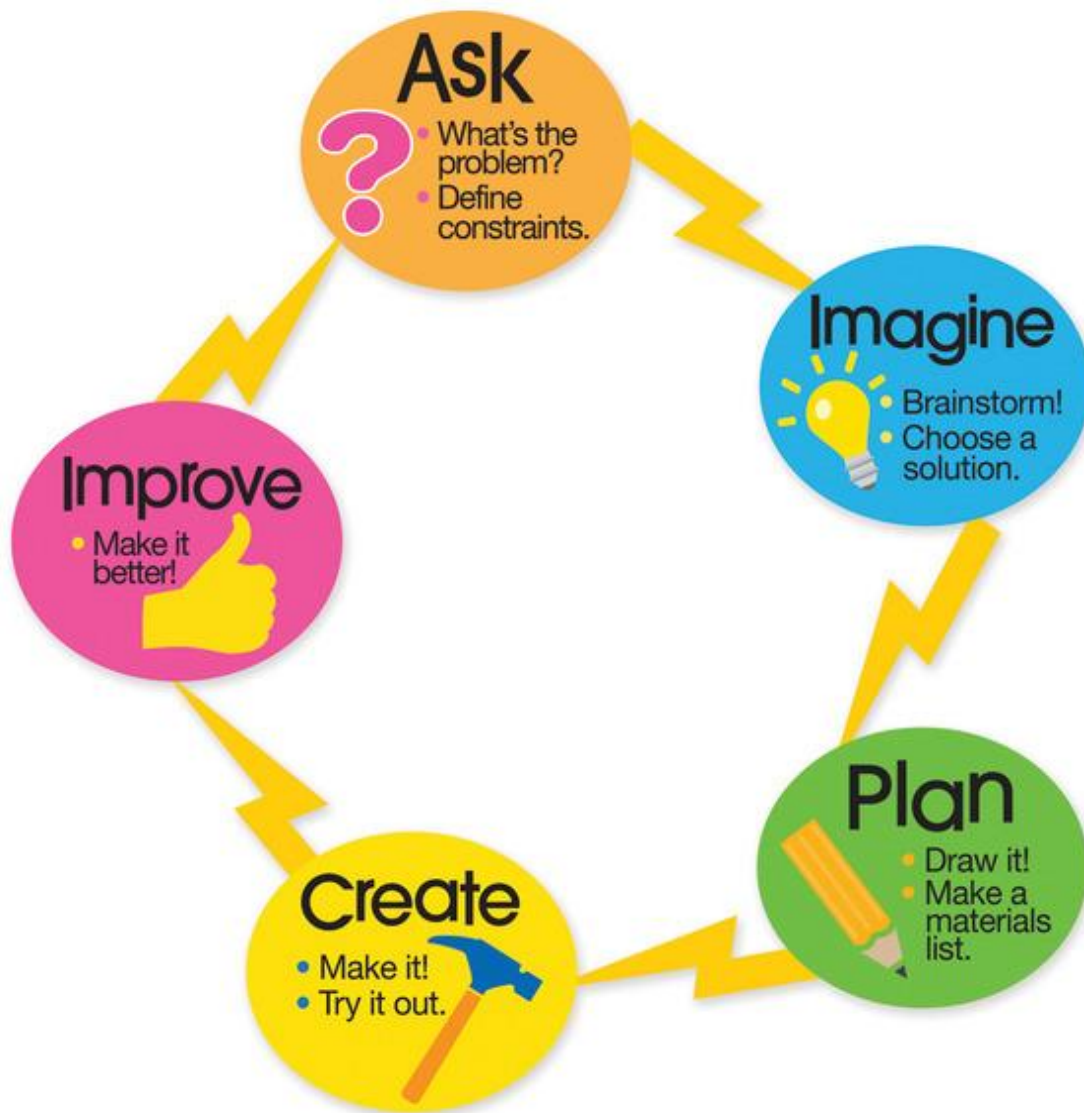 Ask
• What's the
problem?
• Define
constraints.
Imagine
• Brainstorm!
• Choose a
solution.
Plan
• Draw it!
• Make a
materials
list.
Create
• Make it!
• Try it out.
Improve
• Make it
better!